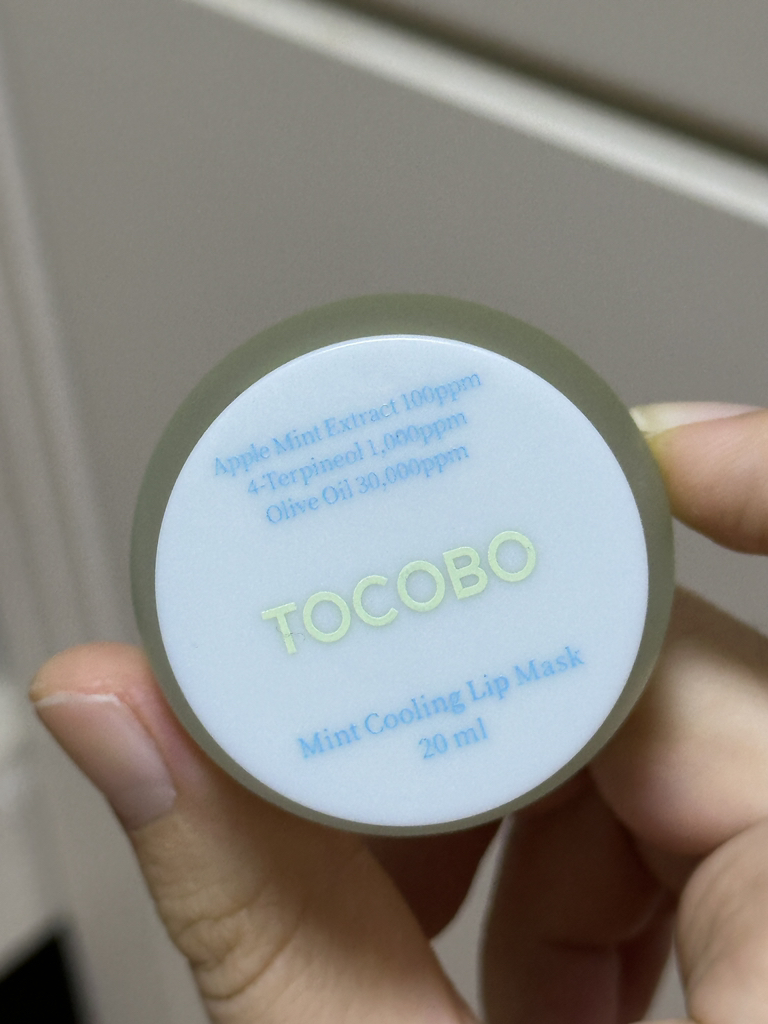 Apple Mint Extract 100ppm
4-Terpineol 1,000ppm
Olive Oil 30,000ppm
TOCOBO
Mint Cooling Lip Mask
20 ml